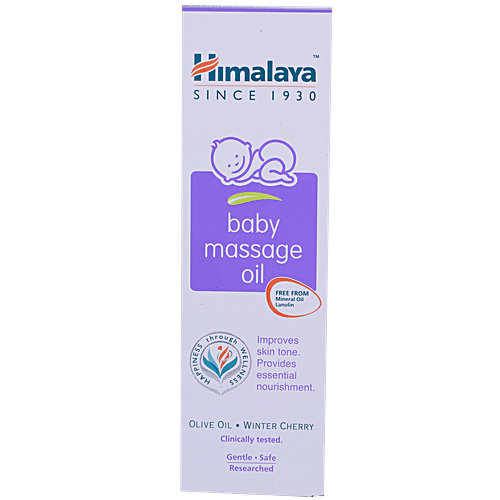 Himalaya™
SINCE 1930
baby
massage
oil
FREE FROM
Mineral Oil
Lanolin
HAPPINESS through WELLNESS
Improves
skin tone.
Provides
essential
nourishment.
OLIVE OIL • WINTER CHERRY
Clinically tested.
Gentle • Safe
Researched